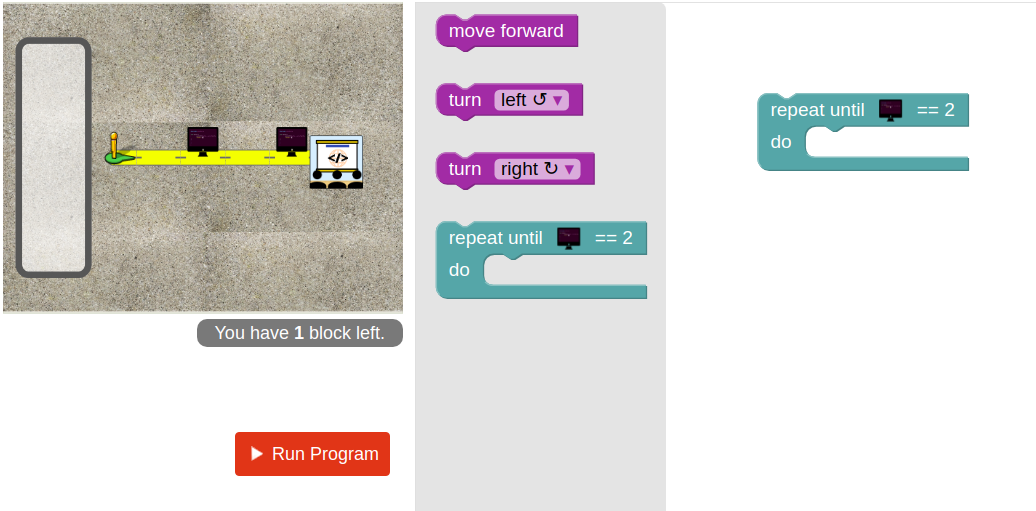 </>
You have 1 block left.
Run Program
move forward
turn left ↺ ▼
turn right ↻ ▼
repeat until == 2
do
repeat until == 2
do